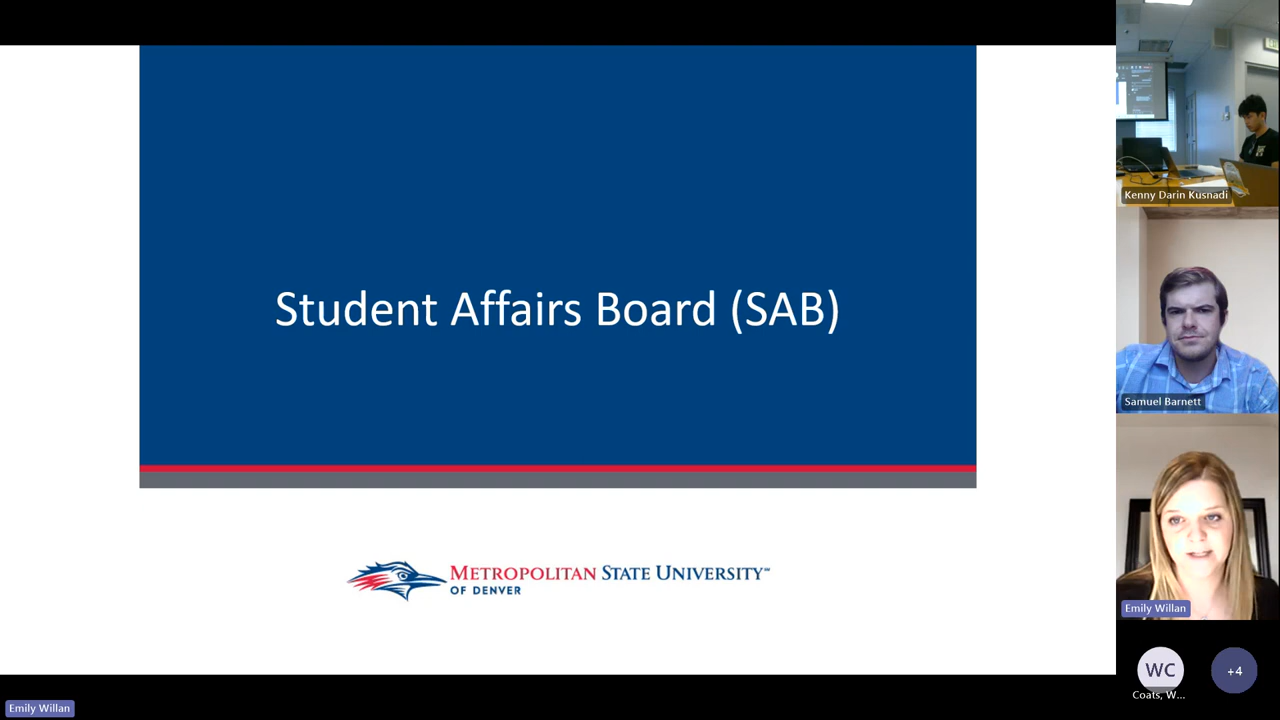 Student Affairs Board (SAB)
METROPOLITAN STATE UNIVERSITY℠
OF DENVER
Kenny Darin Kusnadi
Samuel Barnett
Emily Willan
WC
+4
Coats, W...
Emily Willan